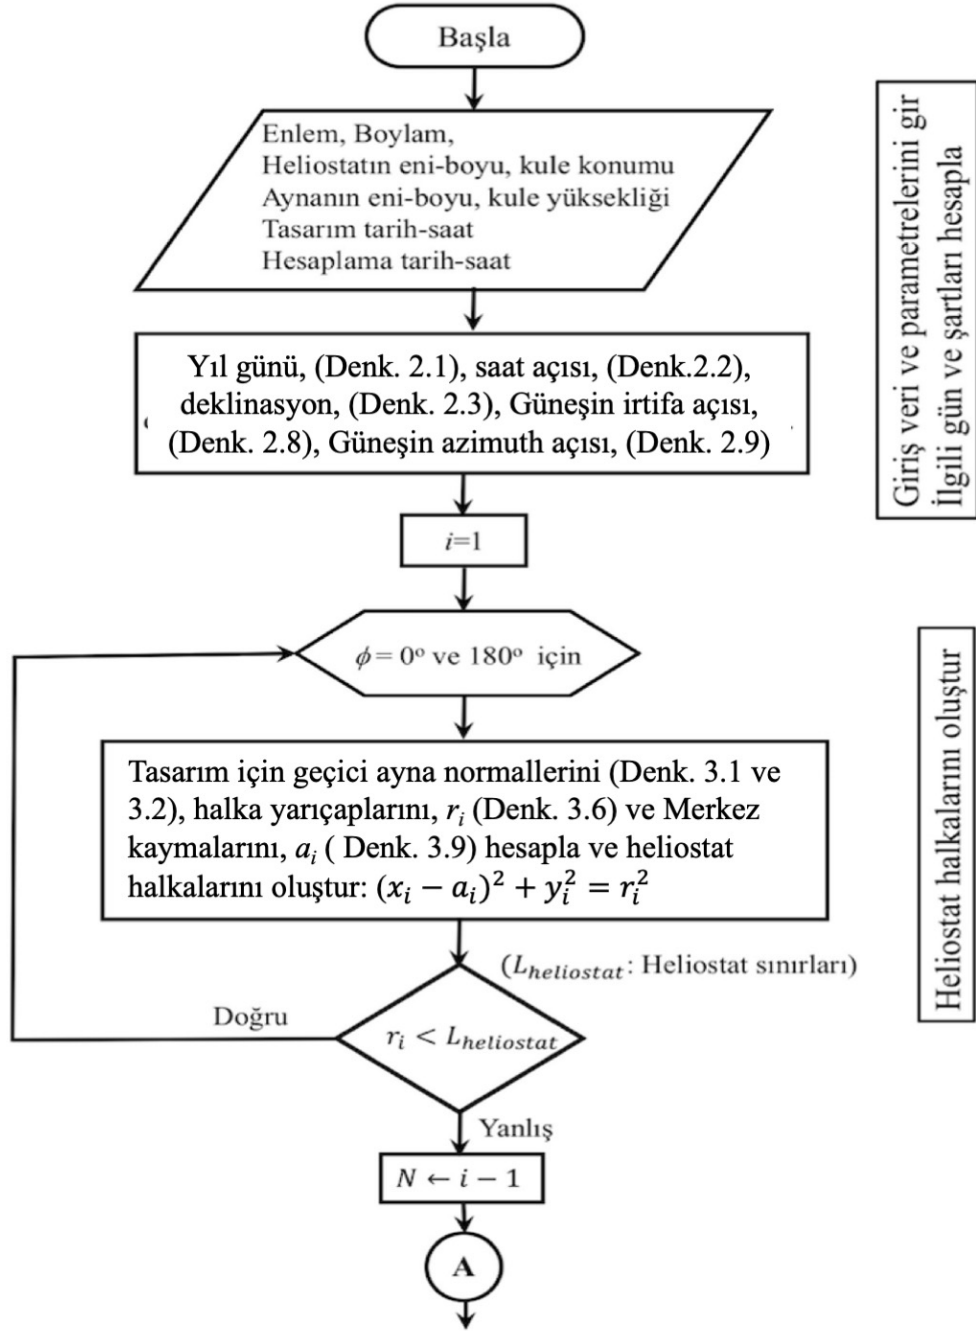 Başla
Enlem, Boylam,
Heliostatın eni-boyu, kule konumu
Aynanın eni-boyu, kule yüksekliği
Tasarım tarih-saat
Hesaplama tarih-saat
Giriş veri ve parametrelerini gir
İlgili gün ve şartları hesapla
Yıl günü, (Denk. 2.1), saat açısı, (Denk.2.2),
deklinasyon, (Denk. 2.3), Güneşin irtifa açısı,
(Denk. 2.8), Güneşin azimuth açısı, (Denk. 2.9)
i=1
ϕ= 0º ve 180º için
Heliostat halkalarını oluştur
Tasarım için geçici ayna normallerini (Denk. 3.1 ve
3.2), halka yarıçaplarını, rᵢ (Denk. 3.6) ve Merkez
kaymalarını, aᵢ ( Denk. 3.9) hesapla ve heliostat
halkalarını oluştur: (xᵢ − aᵢ)² + yᵢ² = rᵢ²
(L_heliostat: Heliostat sınırları)
Doğru
rᵢ < L_heliostat
Yanlış
N ← i − 1
A